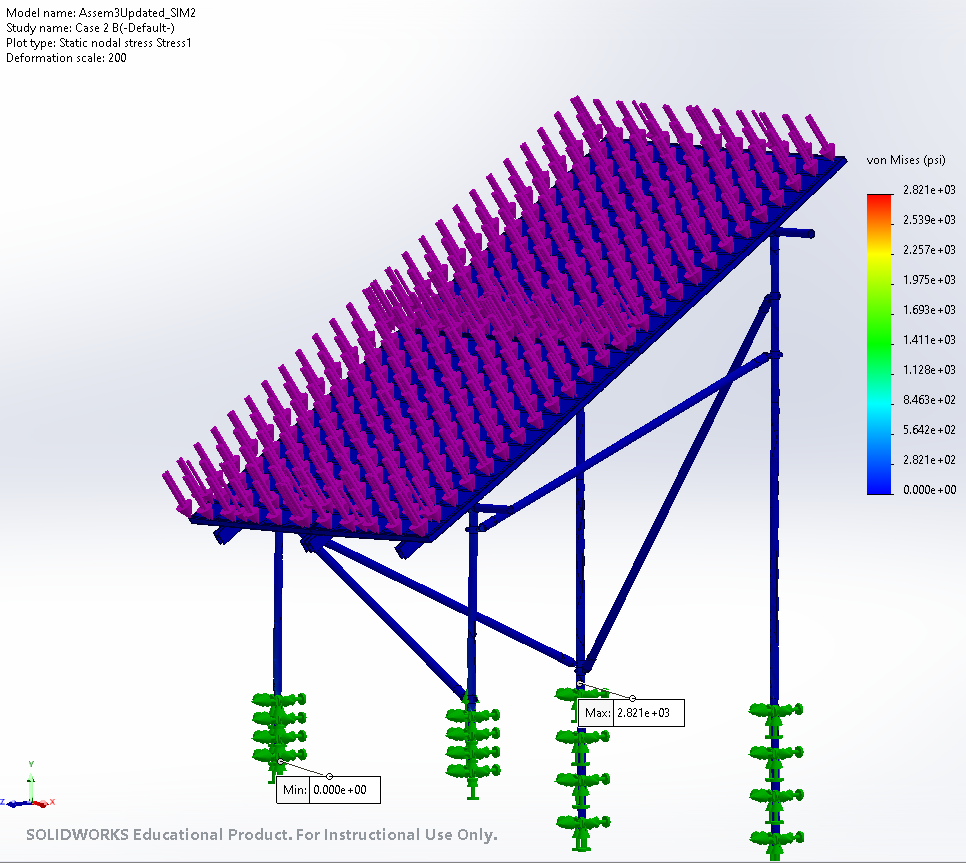 Model name: Assem3Updated_SIM2
Study name: Case 2 B(-Default-)
Plot type: Static nodal stress Stress1
Deformation scale: 200
von Mises (psi)
2.821e+03
2.539e+03
2.257e+03
1.975e+03
1.693e+03
1.411e+03
1.128e+03
8.463e+02
5.642e+02
2.821e+02
0.000e+00
Max: 2.821e+03
Min: 0.000e+00
Y
Z
X
SOLIDWORKS Educational Product. For Instructional Use Only.